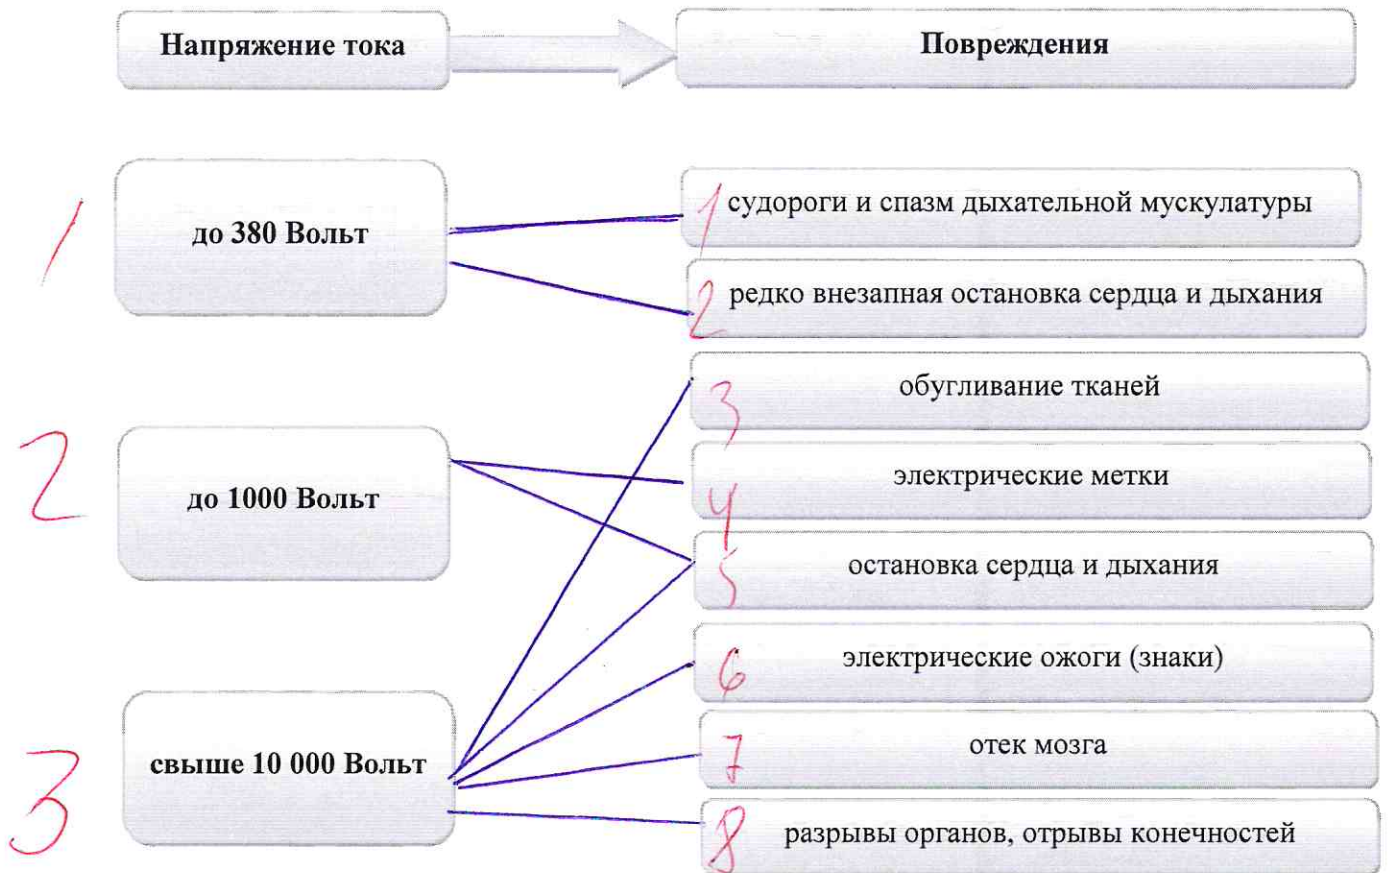 Напряжение тока
Повреждения
1
до 380 Вольт
1 судороги и спазм дыхательной мускулатуры
2 редко внезапная остановка сердца и дыхания
2
до 1000 Вольт
3 обугливание тканей
4 электрические метки
5 остановка сердца и дыхания
3
свыше 10 000 Вольт
6 электрические ожоги (знаки)
7 отек мозга
8 разрывы органов, отрывы конечностей